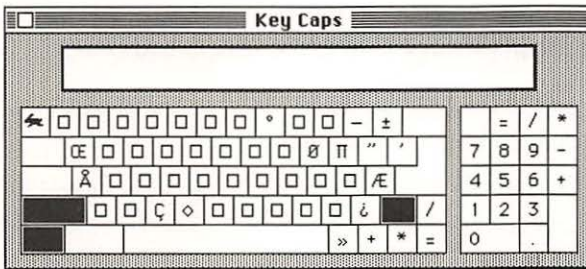 Key Caps
□ □ □ □ □ □ □ ° □ □ – ± = / *
Œ □ □ □ □ □ □ □ Ø ∏ ” ’ 7 8 9 -
Å □ □ □ □ □ □ □ □ □ Æ 4 5 6 +
□ □ Ç ◊ □ □ □ □ □ ¿ / 1 2 3
» + * = 0 .